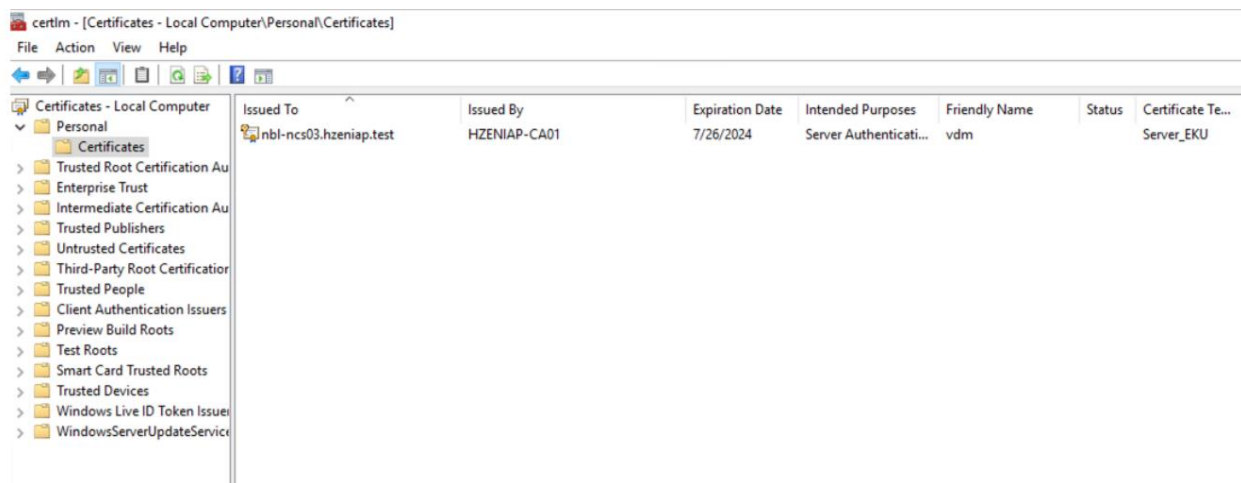 certlm - [Certificates - Local Computer\Personal\Certificates]
File Action View Help
Certificates - Local Computer
Personal
Certificates
Trusted Root Certification Au
Enterprise Trust
Intermediate Certification Au
Trusted Publishers
Untrusted Certificates
Third-Party Root Certification
Trusted People
Client Authentication Issuers
Preview Build Roots
Test Roots
Smart Card Trusted Roots
Trusted Devices
Windows Live ID Token Issuer
WindowsServerUpdateService
Issued To Issued By Expiration Date Intended Purposes Friendly Name Status Certificate Te...
nbl-ncs03.hzeniap.test HZENIAP-CA01 7/26/2024 Server Authenticati... vdm Server_EKU